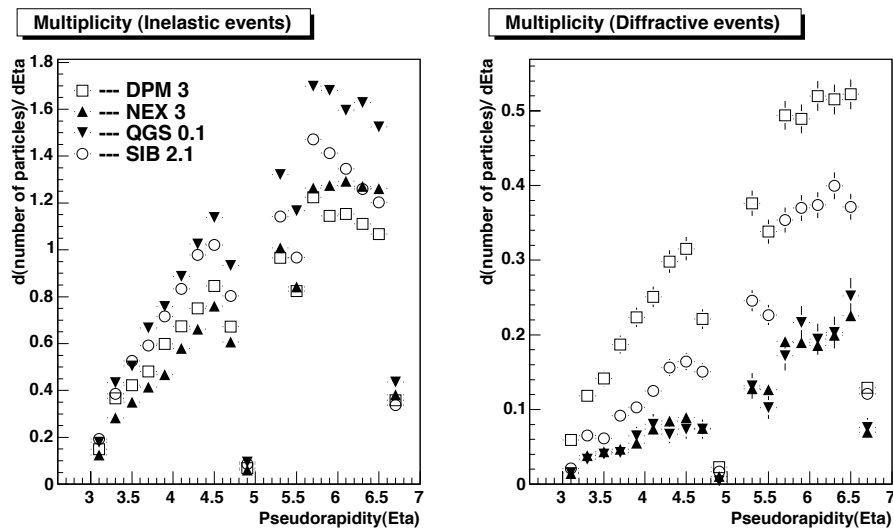 Multiplicity (Inelastic events)
d(number of particles)/ dEta
1.8
1.6
1.4
1.2
1
0.8
0.6
0.4
0.2
0
--- DPM 3
--- NEX 3
--- QGS 0.1
--- SIB 2.1
3 3.5 4 4.5 5 5.5 6 6.5 7
Pseudorapidity(Eta)
Multiplicity (Diffractive events)
d(number of particles)/ dEta
0.5
0.4
0.3
0.2
0.1
0
3 3.5 4 4.5 5 5.5 6 6.5 7
Pseudorapidity(Eta)